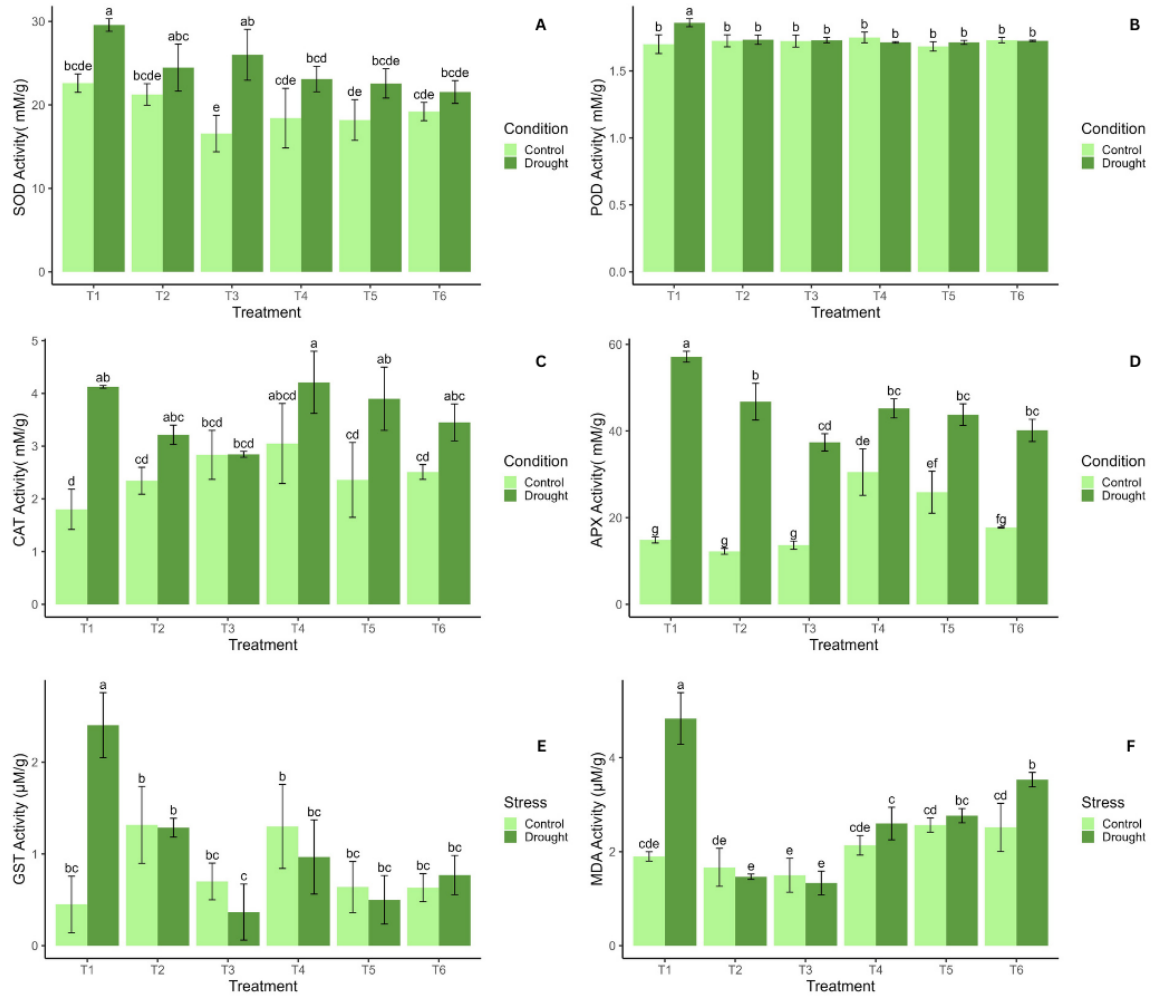 A
SOD Activity( mM/g)
30
20
10
0
bcde
a
bcde
bcde
e
ab
cde
bcd
de
bcde
cde
bcde
T1
T2
T3
T4
T5
T6
Treatment
Condition
Control
Drought
B
POD Activity( mM/g)
1.5
1.0
0.5
0.0
b
a
b
b
b
b
b
b
b
b
b
b
T1
T2
T3
T4
T5
T6
Treatment
Condition
Control
Drought
C
CAT Activity( mM/g)
5
4
3
2
1
0
d
ab
cd
abc
bcd
bcd
abcd
a
cd
ab
cd
abc
T1
T2
T3
T4
T5
T6
Treatment
Condition
Control
Drought
D
APX Activity( mM/g)
60
40
20
0
g
a
g
b
g
cd
de
bc
ef
bc
fg
bc
T1
T2
T3
T4
T5
T6
Treatment
Condition
Control
Drought
E
GST Activity (µM/g)
2
1
0
bc
a
b
b
bc
c
b
bc
bc
bc
bc
bc
T1
T2
T3
T4
T5
T6
Treatment
Stress
Control
Drought
F
MDA Activity (µM/g)
4
2
0
cde
a
de
e
e
e
cde
c
cd
bc
cd
b
T1
T2
T3
T4
T5
T6
Treatment
Stress
Control
Drought